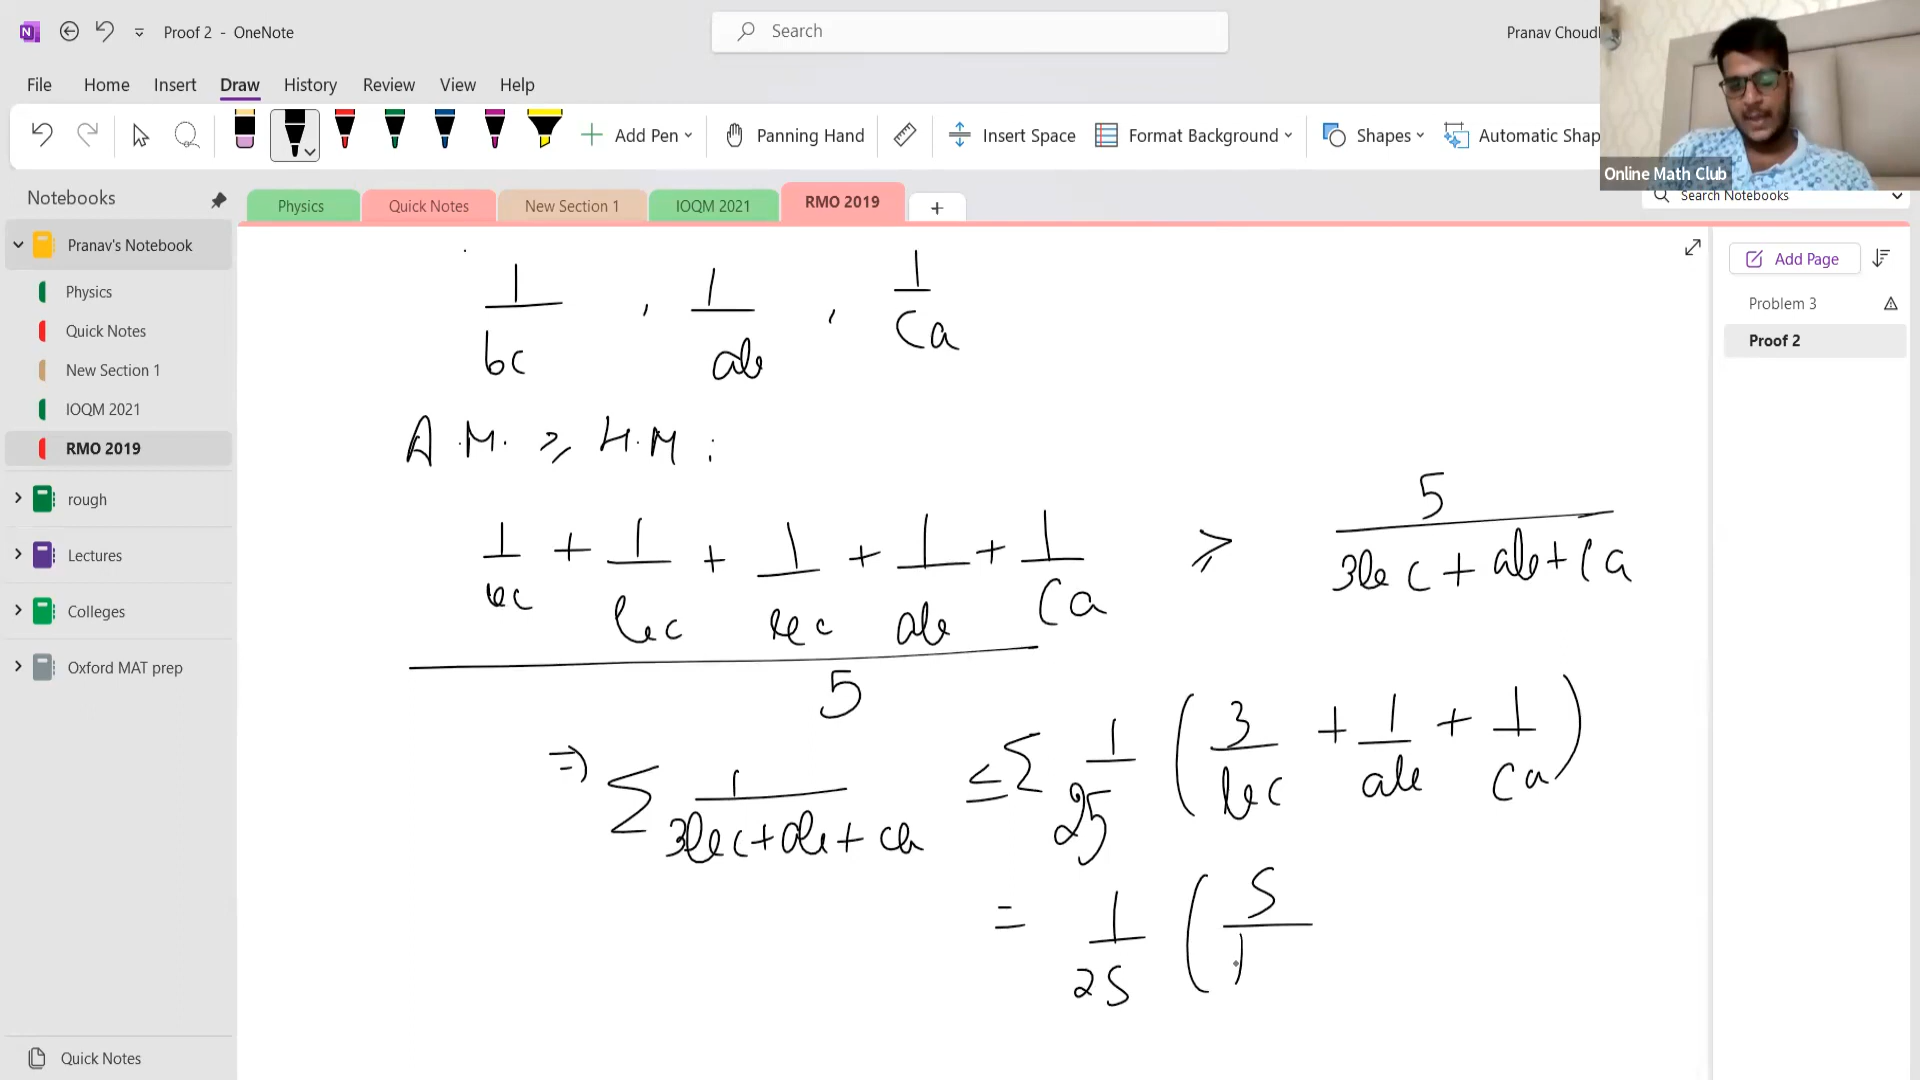 Proof 2 - OneNote
Search
Pranav Choudh
File Home Insert Draw History Review View Help
Add Pen Panning Hand Insert Space Format Background Shapes Automatic Shap
Online Math Club
Notebooks
Physics Quick Notes New Section 1 IOQM 2021 RMO 2019 +
Search Notebooks
Pranav's Notebook
Physics
Quick Notes
New Section 1
IOQM 2021
RMO 2019
rough
Lectures
Colleges
Oxford MAT prep
Quick Notes
Add Page
Problem 3
Proof 2
1/bc , 1/ab , 1/ca
A.M. ≥ H.M :
(1/bc + 1/bc + 1/bc + 1/ab + 1/ca)/5 ≥ 5/(3bc + ab + ca)
⇒ Σ 1/(3bc + ab + ca) ≤ Σ 1/25 (3/bc + 1/ab + 1/ca)
= 1/25 (5/